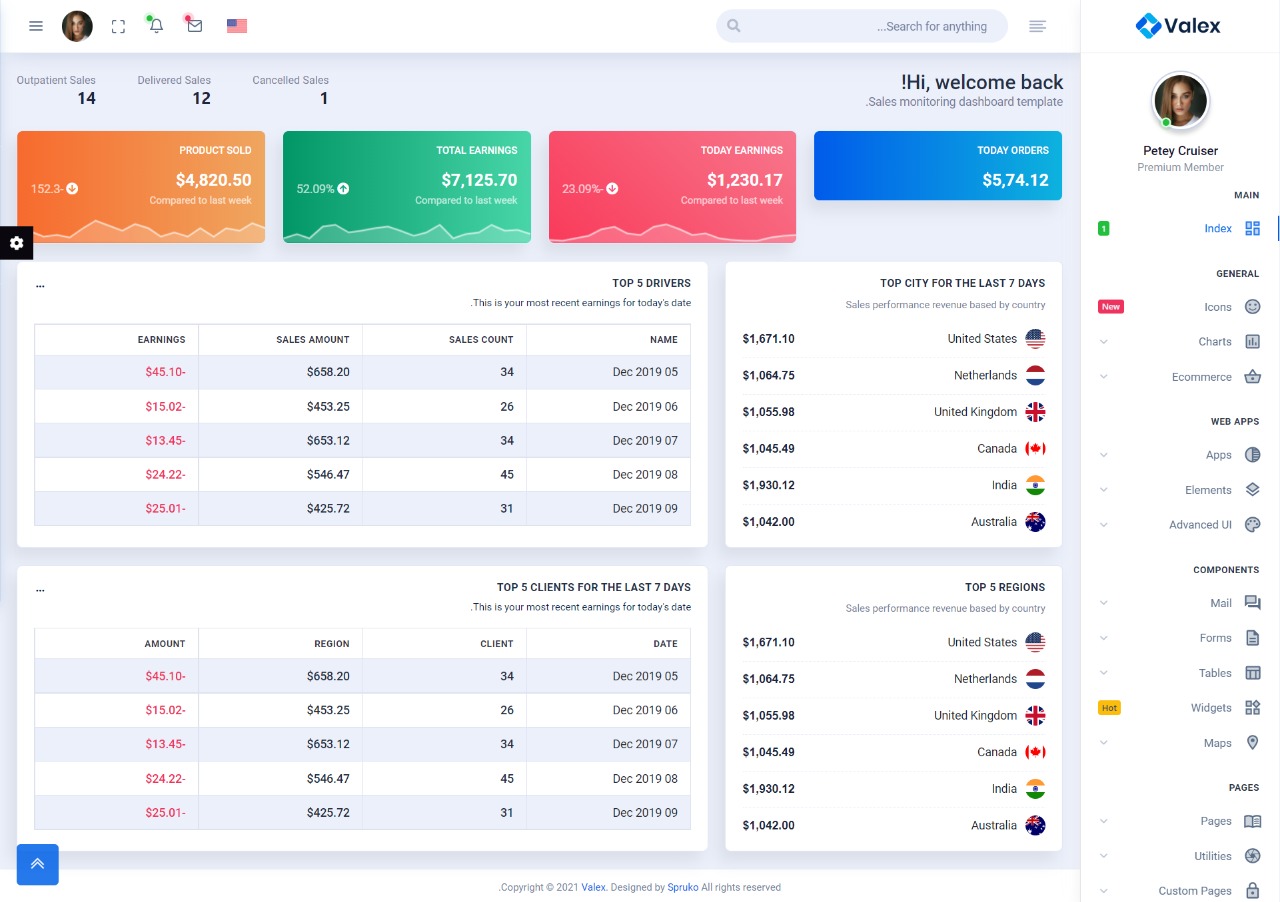 ...Search for anything
Valex
Petey Cruiser
Premium Member
MAIN
Index 1
GENERAL
Icons New
Charts
Ecommerce
WEB APPS
Apps
Elements
Advanced UI
COMPONENTS
Mail
Forms
Tables
Widgets Hot
Maps
PAGES
Pages
Utilities
Custom Pages
!Hi, welcome back
.Sales monitoring dashboard template
Outpatient Sales
14
Delivered Sales
12
Cancelled Sales
1
PRODUCT SOLD
$4,820.50
152.3-
Compared to last week
TOTAL EARNINGS
$7,125.70
52.09%
Compared to last week
TODAY EARNINGS
$1,230.17
23.09%-
Compared to last week
TODAY ORDERS
$5,74.12
TOP 5 DRIVERS
...
.This is your most recent earnings for today's date
EARNINGS SALES AMOUNT SALES COUNT NAME
$45.10- $658.20 34 Dec 2019 05
$15.02- $453.25 26 Dec 2019 06
$13.45- $653.12 34 Dec 2019 07
$24.22- $546.47 45 Dec 2019 08
$25.01- $425.72 31 Dec 2019 09
TOP CITY FOR THE LAST 7 DAYS
Sales performance revenue based by country
$1,671.10 United States
$1,064.75 Netherlands
$1,055.98 United Kingdom
$1,045.49 Canada
$1,930.12 India
$1,042.00 Australia
TOP 5 CLIENTS FOR THE LAST 7 DAYS
...
.This is your most recent earnings for today's date
AMOUNT REGION CLIENT DATE
$45.10- $658.20 34 Dec 2019 05
$15.02- $453.25 26 Dec 2019 06
$13.45- $653.12 34 Dec 2019 07
$24.22- $546.47 45 Dec 2019 08
$25.01- $425.72 31 Dec 2019 09
TOP 5 REGIONS
Sales performance revenue based by country
$1,671.10 United States
$1,064.75 Netherlands
$1,055.98 United Kingdom
$1,045.49 Canada
$1,930.12 India
$1,042.00 Australia
.Copyright © 2021 Valex. Designed by Spruko All rights reserved